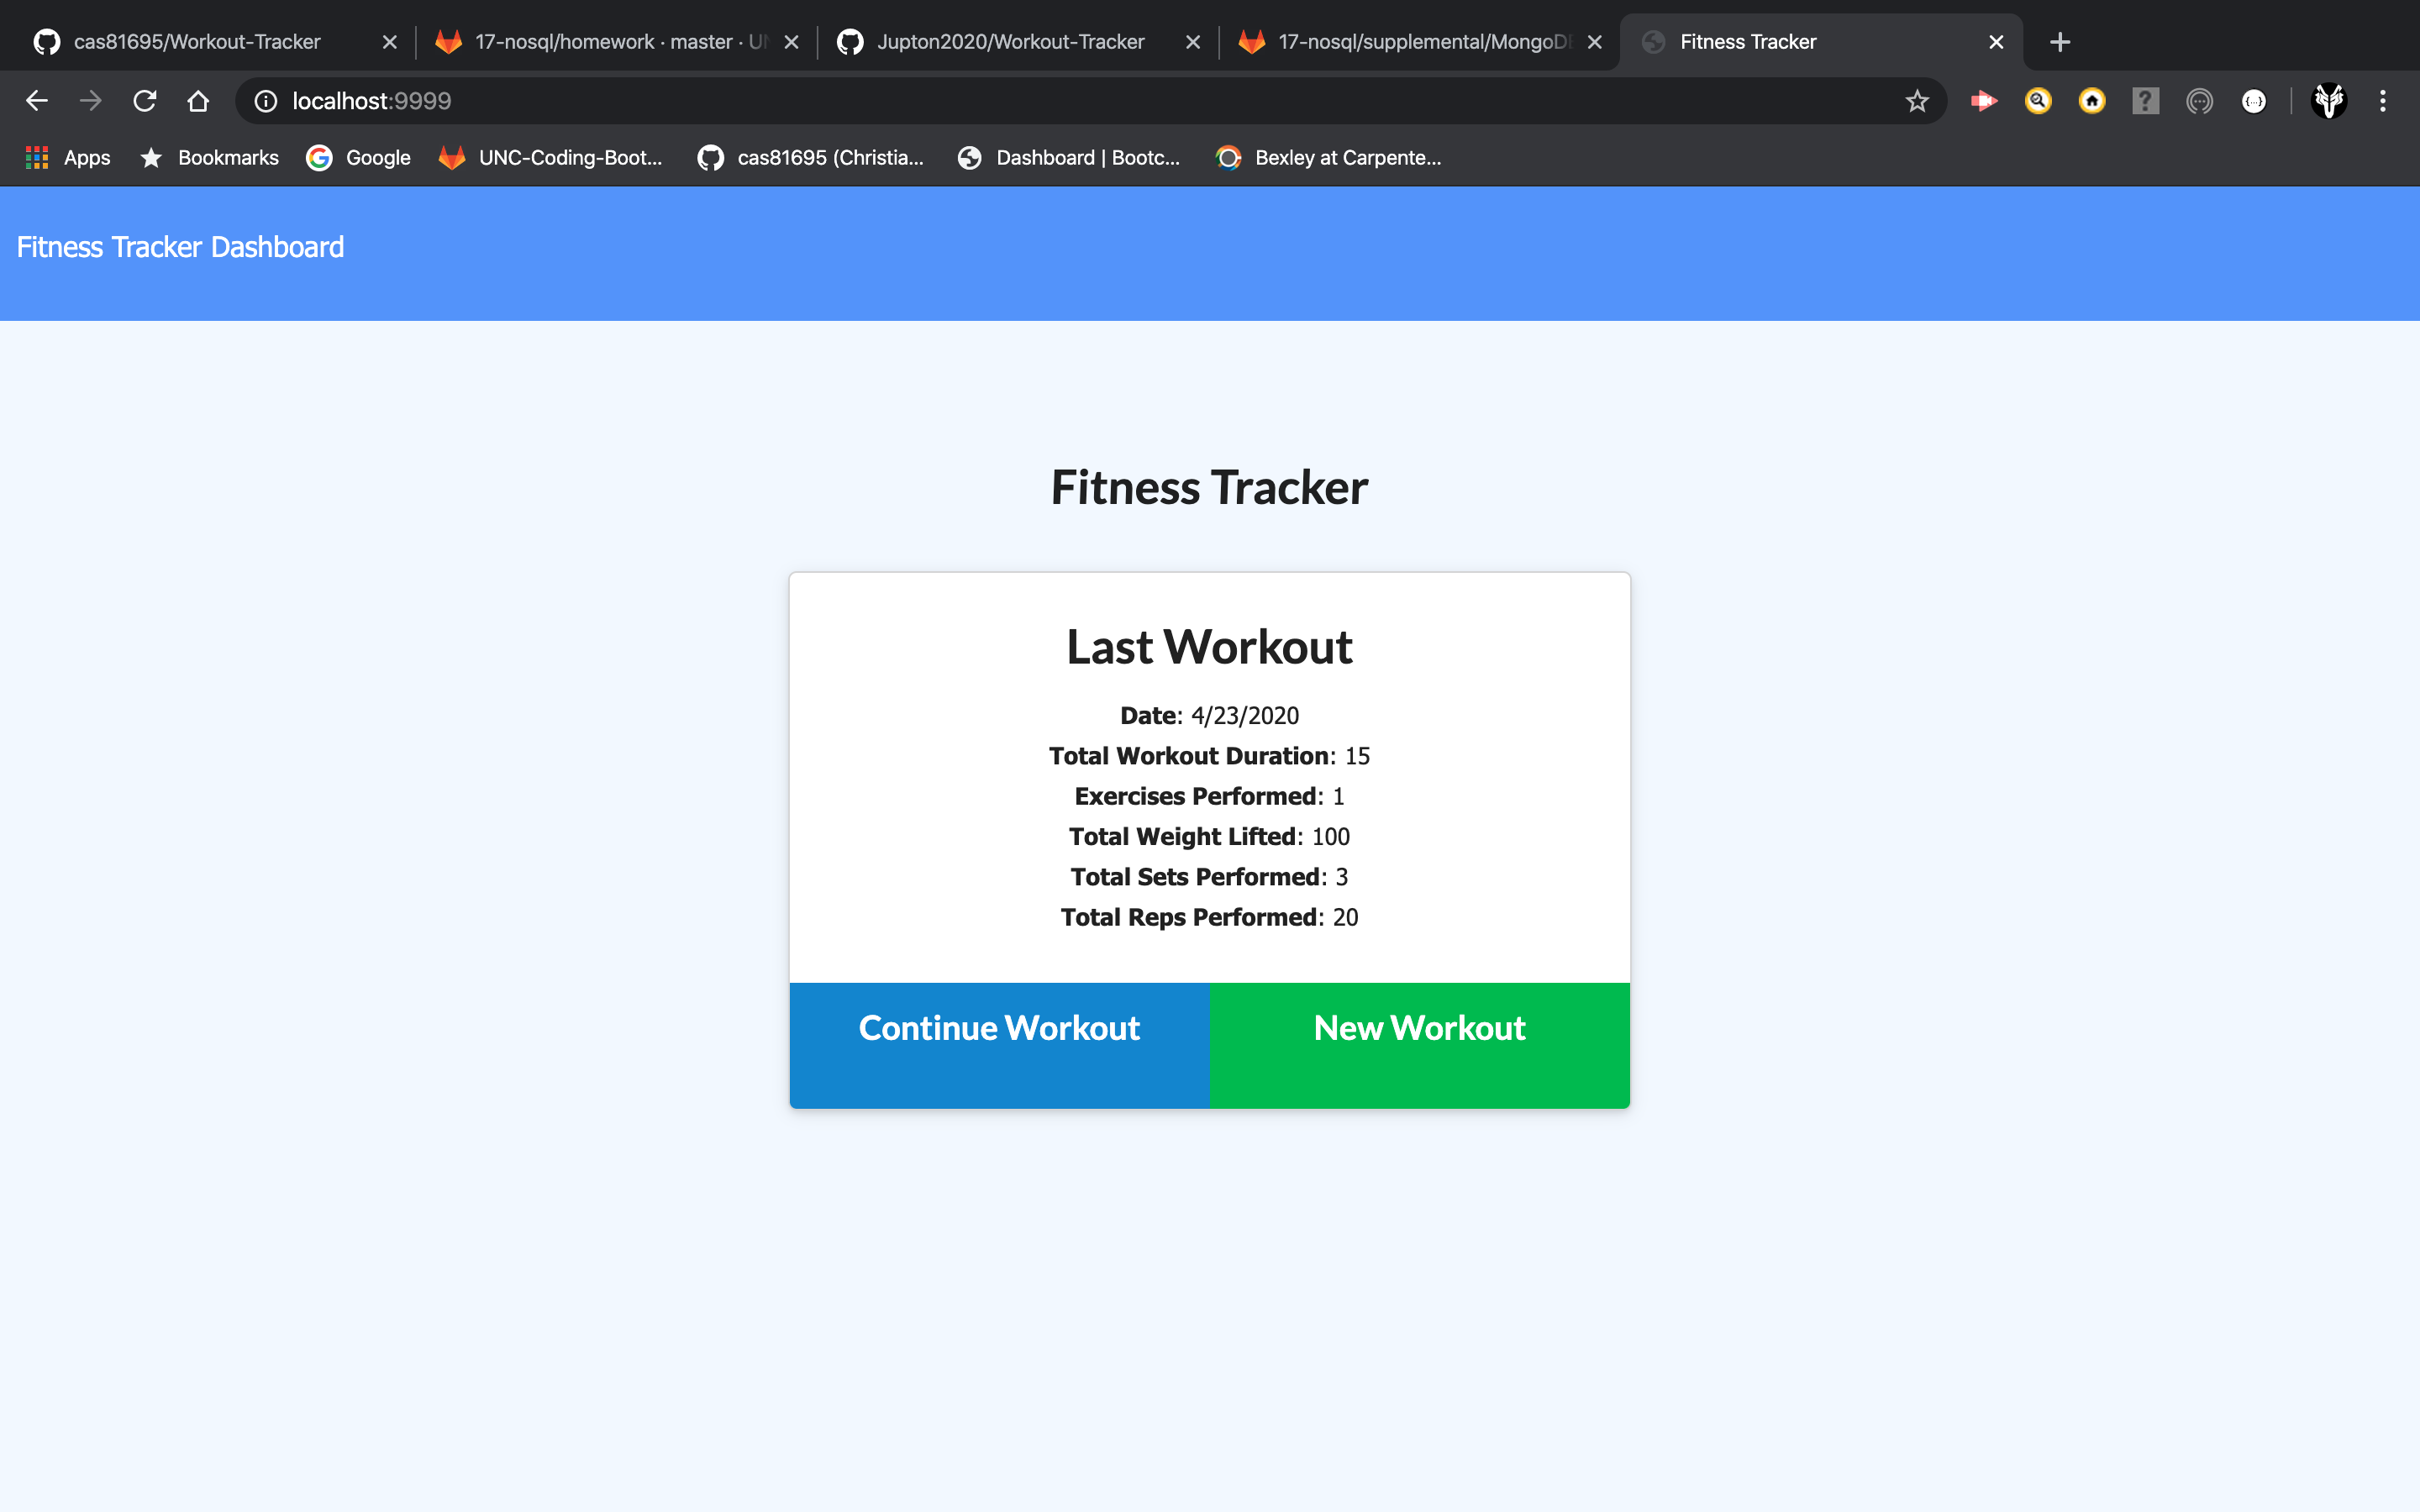 cas81695/Workout-Tracker
17-nosql/homework · master · UN
Jupton2020/Workout-Tracker
17-nosql/supplemental/MongoDB
Fitness Tracker
localhost:9999
Apps
Bookmarks
Google
UNC-Coding-Boot...
cas81695 (Christia...
Dashboard | Bootc...
Bexley at Carpente...
Fitness Tracker Dashboard
Fitness Tracker
Last Workout
Date: 4/23/2020
Total Workout Duration: 15
Exercises Performed: 1
Total Weight Lifted: 100
Total Sets Performed: 3
Total Reps Performed: 20
Continue Workout
New Workout